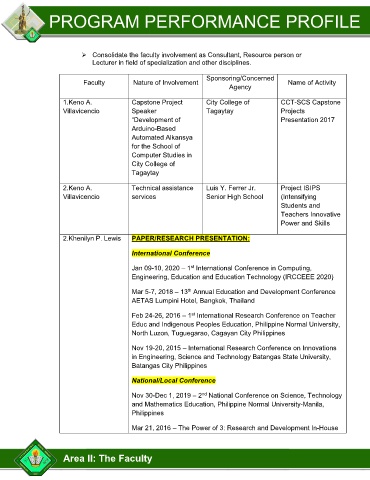 PROGRAM PERFORMANCE PROFILE
➢ Consolidate the faculty involvement as Consultant, Resource person or
Lecturer in field of specialization and other disciplines.
Faculty
Nature of Involvement
Sponsoring/Concerned
Agency
Name of Activity
1.Keno A.
Villavicencio
Capstone Project
Speaker
“Development of
Arduino-Based
Automated Alkansya
for the School of
Computer Studies in
City College of
Tagaytay
City College of
Tagaytay
CCT-SCS Capstone
Projects
Presentation 2017
2.Keno A.
Villavicencio
Technical assistance
services
Luis Y. Ferrer Jr.
Senior High School
Project ISIPS
(intensifying
Students and
Teachers Innovative
Power and Skills
2.Khenilyn P. Lewis
PAPER/RESEARCH PRESENTATION:
International Conference
Jan 09-10, 2020 – 1st International Conference in Computing,
Engineering, Education and Education Technology (IRCCEEE 2020)
Mar 5-7, 2018 – 13th Annual Education and Development Conference
AETAS Lumpini Hotel, Bangkok, Thailand
Feb 24-26, 2016 – 1st International Research Conference on Teacher
Educ and Indigenous Peoples Education, Philippine Normal University,
North Luzon, Tuguegarao, Cagayan City Philippines
Nov 19-20, 2015 – International Research Conference on Innovations
in Engineering, Science and Technology Batangas State University,
Batangas City Philippines
National/Local Conference
Nov 30-Dec 1, 2019 – 2nd National Conference on Science, Technology
and Mathematics Education, Philippine Normal University-Manila,
Philippines
Mar 21, 2016 – The Power of 3: Research and Development In-House
Area II: The Faculty